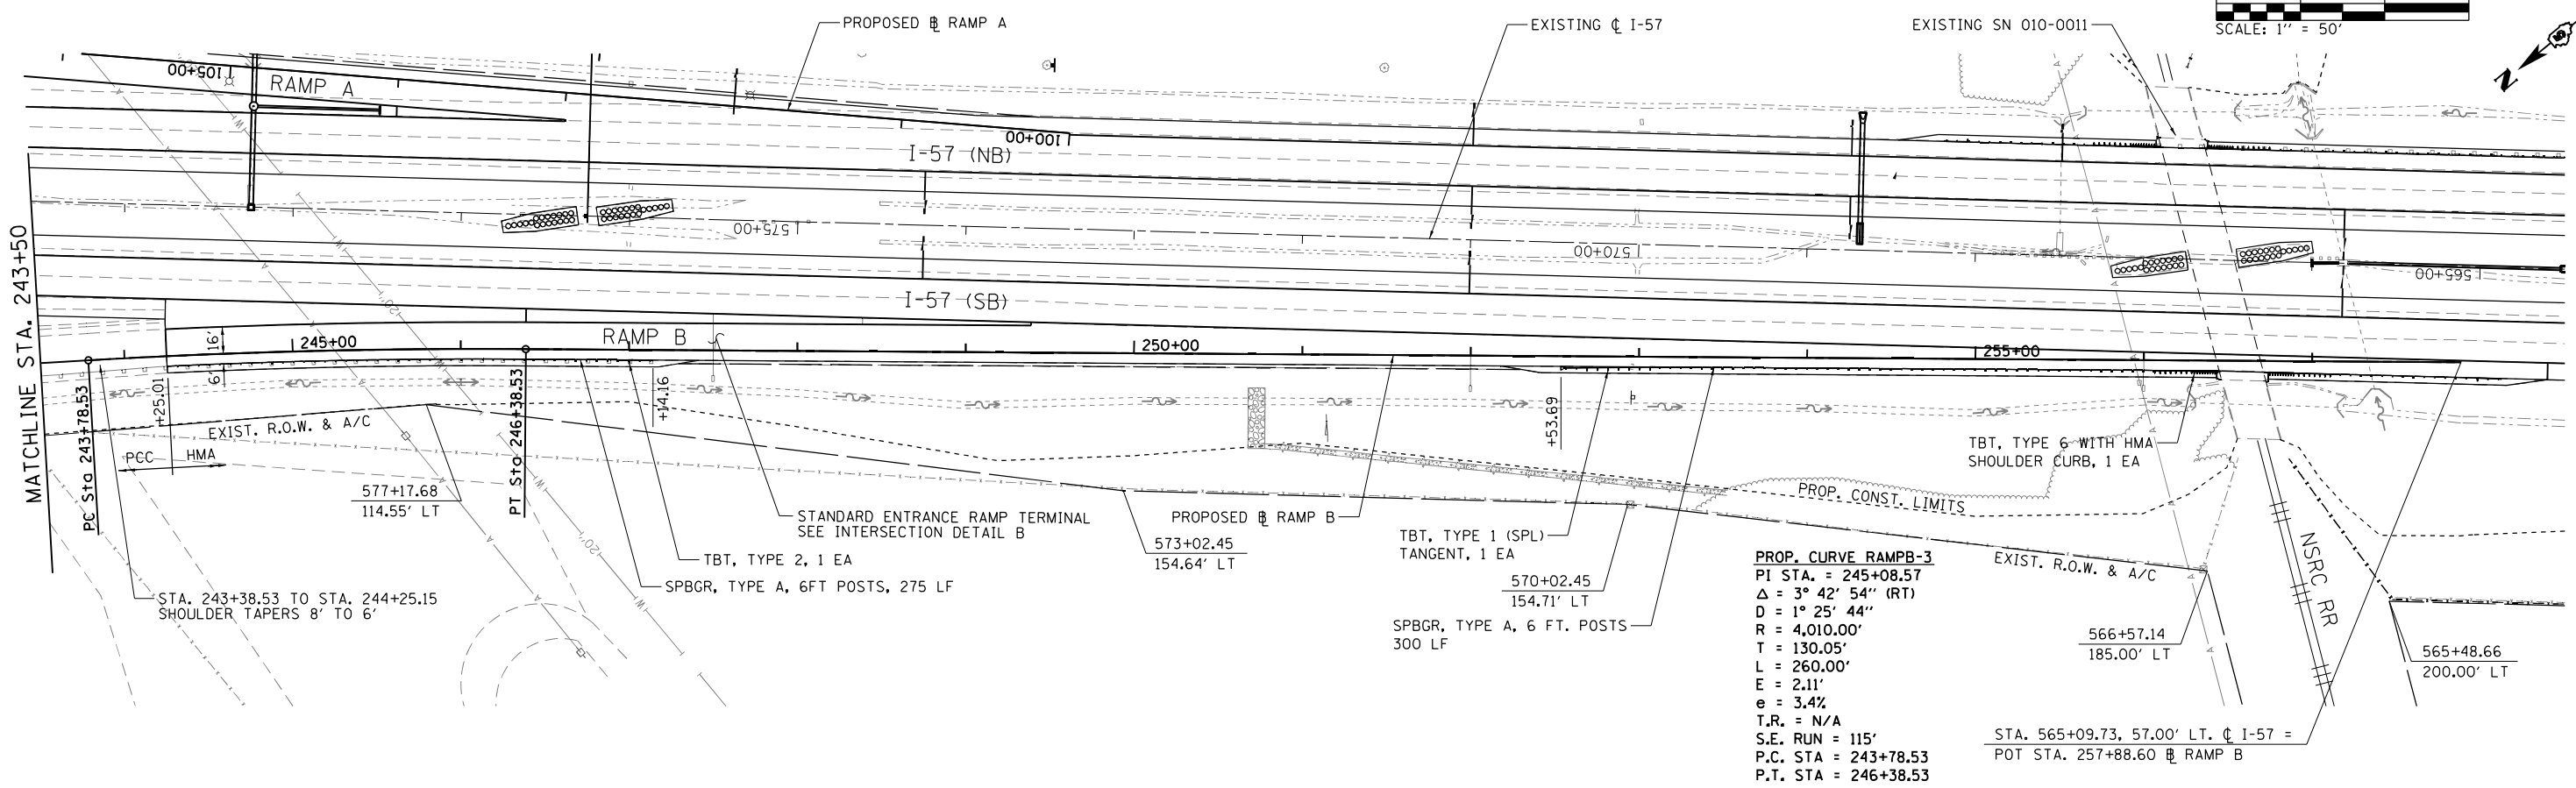 PROPOSED ⅊ RAMP A
EXISTING ℄ I-57
EXISTING SN 010-0011
SCALE: 1" = 50'
N
105+00
RAMP A
100+00
I-57 (NB)
575+00
570+00
565+00
I-57 (SB)
MATCHLINE STA. 243+50
16'
6'
245+00
RAMP B
250+00
255+00
PC Sta 243+78.53
+25.01
PT Sta 246+38.53
+14.16
+53.69
EXIST. R.O.W. & A/C
PCC
HMA
577+17.68
114.55' LT
STANDARD ENTRANCE RAMP TERMINAL
SEE INTERSECTION DETAIL B
TBT, TYPE 2, 1 EA
SPBGR, TYPE A, 6FT POSTS, 275 LF
STA. 243+38.53 TO STA. 244+25.15
SHOULDER TAPERS 8' TO 6'
20"
20"
W
W
W
W
W
A
A
A
A
A
PROPOSED ⅊ RAMP B
573+02.45
154.64' LT
TBT, TYPE 1 (SPL)
TANGENT, 1 EA
570+02.45
154.71' LT
SPBGR, TYPE A, 6 FT. POSTS
300 LF
PROP. CONST. LIMITS
TBT, TYPE 6 WITH HMA
SHOULDER CURB, 1 EA
EXIST. R.O.W. & A/C
NSRC RR
566+57.14
185.00' LT
565+48.66
200.00' LT
PROP. CURVE RAMPB-3
PI STA. = 245+08.57
Δ = 3° 42' 54" (RT)
D = 1° 25' 44"
R = 4,010.00'
T = 130.05'
L = 260.00'
E = 2.11'
e = 3.4%
T.R. = N/A
S.E. RUN = 115'
P.C. STA = 243+78.53
P.T. STA = 246+38.53
STA. 565+09.73, 57.00' LT. ℄ I-57 =
POT STA. 257+88.60 ⅊ RAMP B